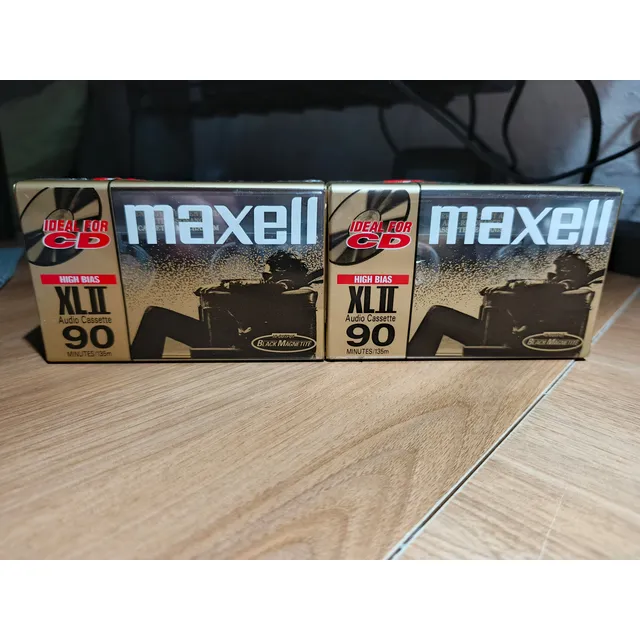 IDEAL FOR
CD
maxell
HIGH BIAS
XLII
Audio Cassette
90
MINUTES/135m
BLACK MAGNETITE
IDEAL FOR
CD
maxell
HIGH BIAS
XLII
Audio Cassette
90
MINUTES/135m
BLACK MAGNETITE